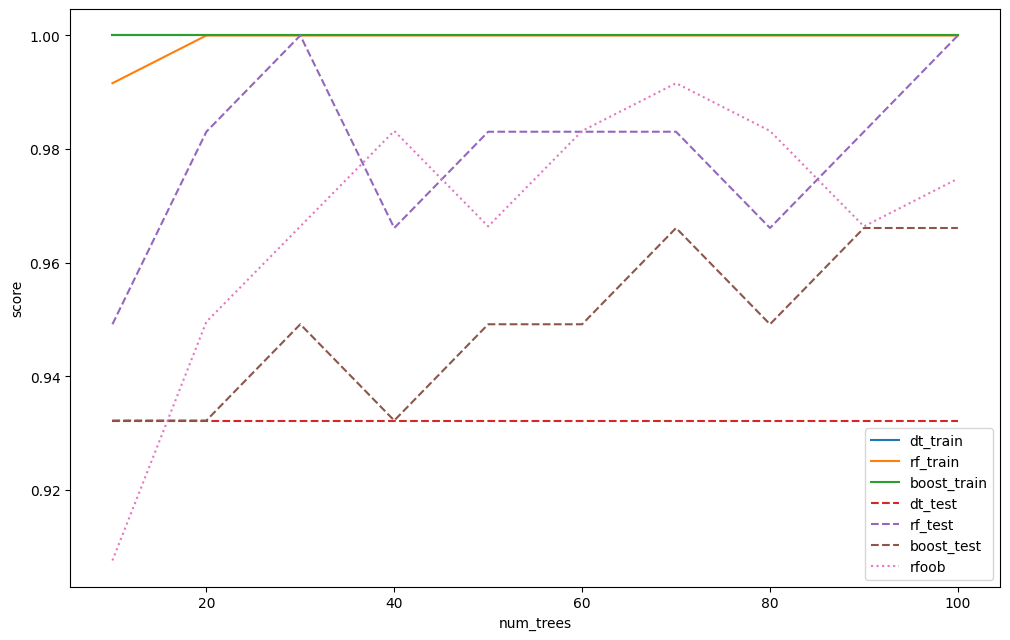 1.00
0.98
0.96
0.94
0.92
score
20
40
60
80
100
num_trees
dt_train
rf_train
boost_train
dt_test
rf_test
boost_test
rfoob